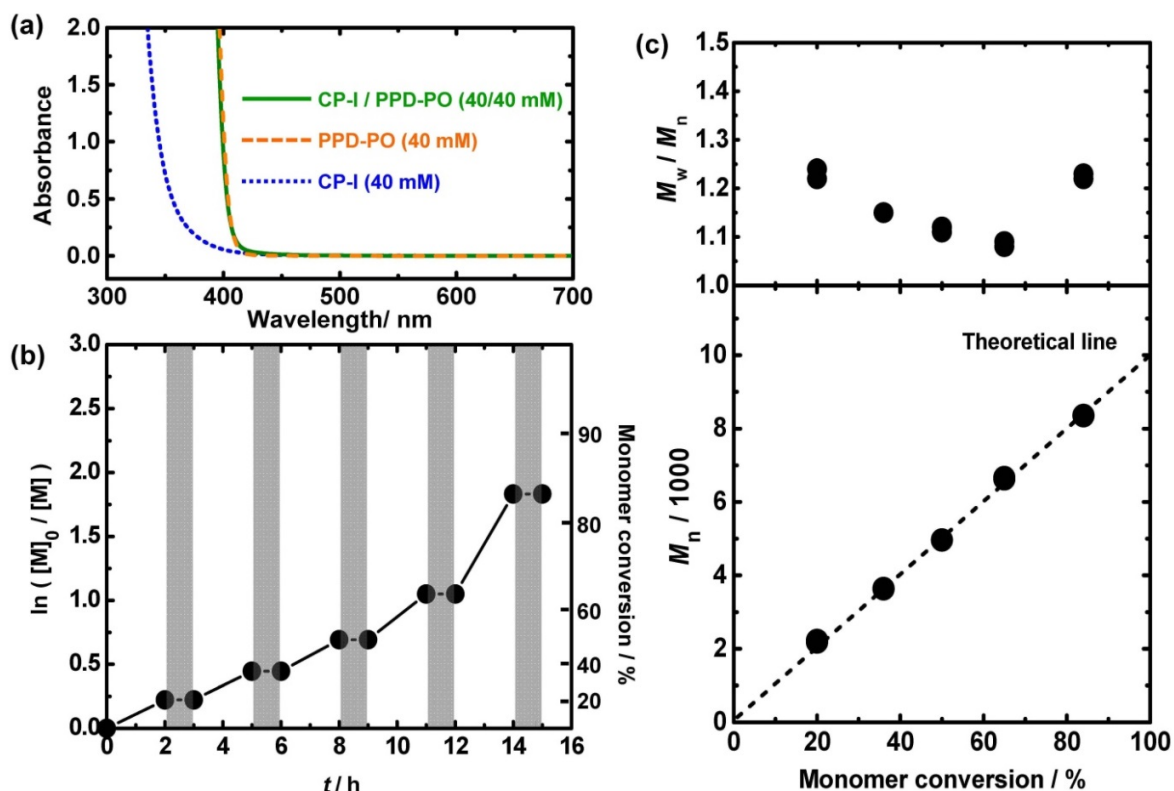 (a)
Absorbance
2.0
1.5
1.0
0.5
0.0
CP-I / PPD-PO (40/40 mM)
PPD-PO (40 mM)
CP-I (40 mM)
300 400 500 600 700
Wavelength/ nm
(b)
ln ( [M]0 / [M] )
3.0
2.5
2.0
1.5
1.0
0.5
0.0
90
80
60
40
20
Monomer conversion / %
0 2 4 6 8 10 12 14 16
t / h
(c)
Mw / Mn
1.5
1.4
1.3
1.2
1.1
1.0
Theoretical line
Mn / 1000
10
8
6
4
2
0
0 20 40 60 80 100
Monomer conversion / %